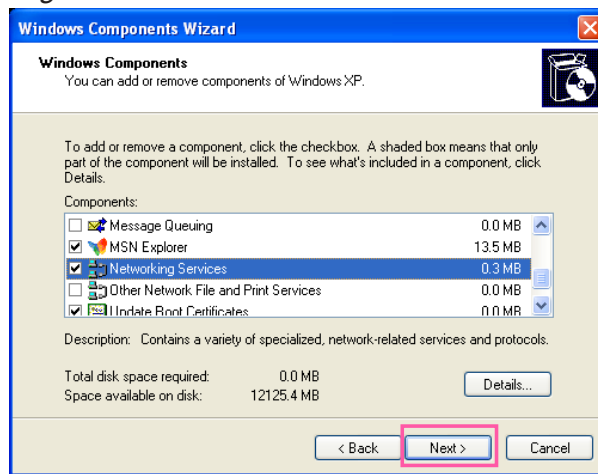 Windows Components Wizard
Windows Components
You can add or remove components of Windows XP.
To add or remove a component, click the checkbox. A shaded box means that only
part of the component will be installed. To see what's included in a component, click
Details.
Components:
Message Queuing 0.0 MB
MSN Explorer 13.5 MB
Networking Services 0.3 MB
Other Network File and Print Services 0.0 MB
Update Root Certificates 0.0 MB
Description: Contains a variety of specialized, network-related services and protocols.
Total disk space required: 0.0 MB
Space available on disk: 12125.4 MB
Details...
< Back Next > Cancel